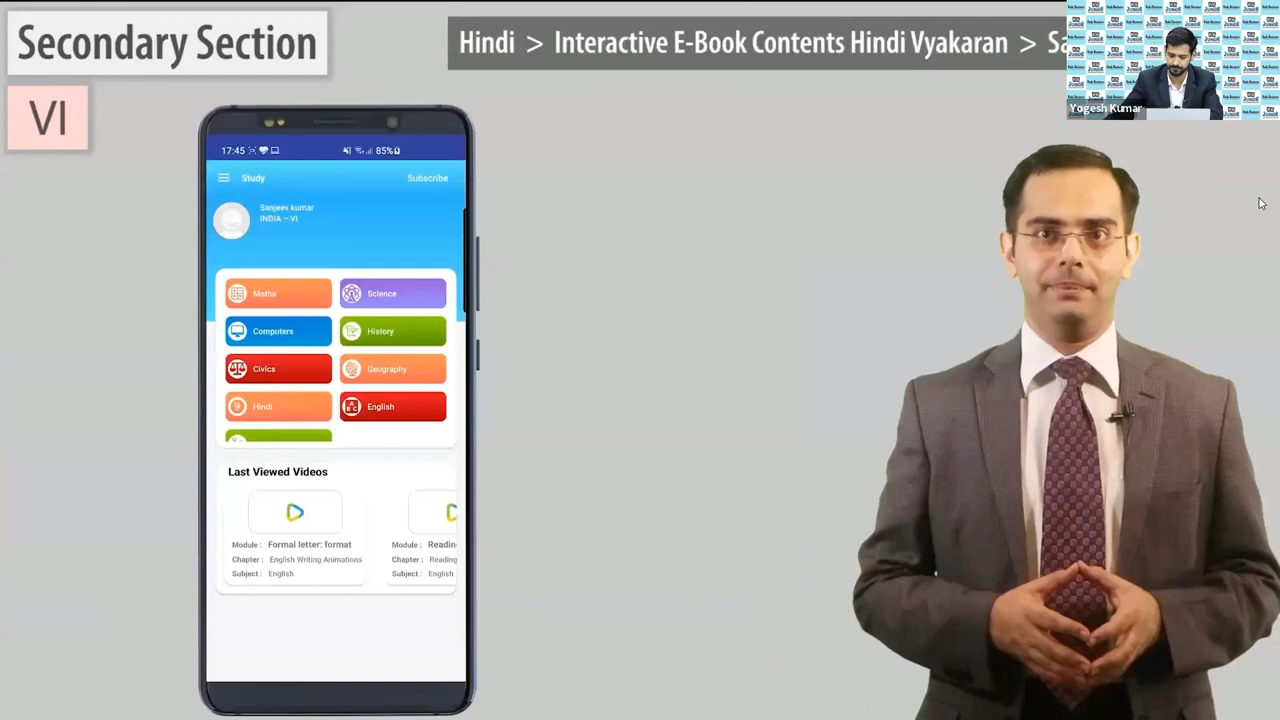 Secondary Section
Hindi > Interactive E-Book Contents Hindi Vyakaran >
VI
Yogesh Kumar
17:45
85%
Study
Subscribe
Sanjeev kumar
INDIA – VI
Maths
Science
Computers
History
Civics
Geography
Hindi
English
Last Viewed Videos
Module : Formal letter: format
Chapter : English Writing Animations
Subject : English
Module :
Chapter : Reading
Subject : English